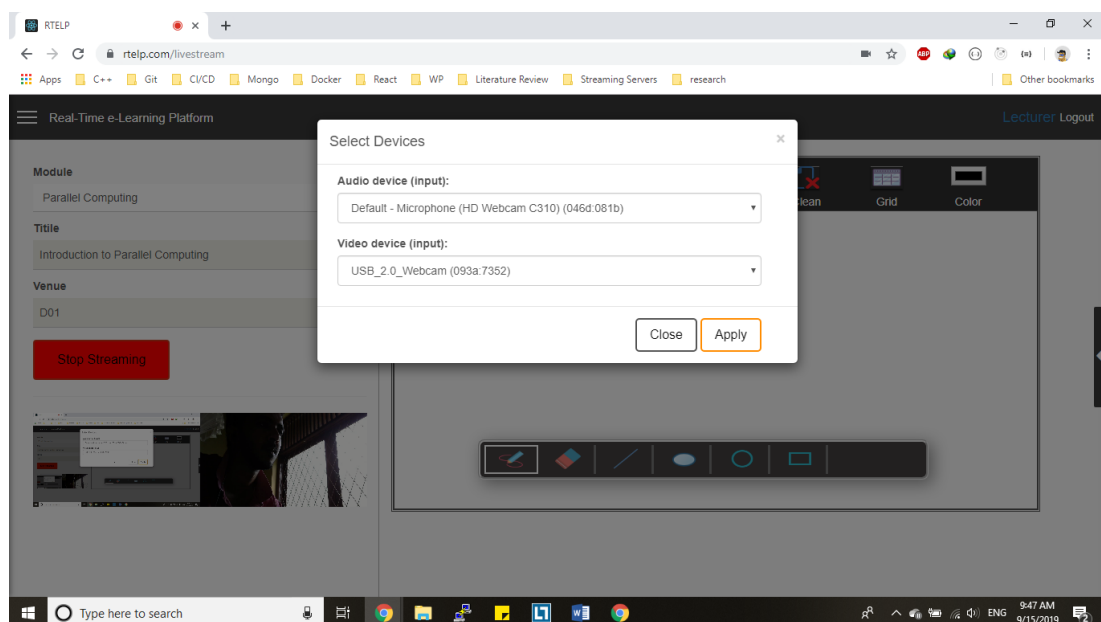 RTELP
rtelp.com/livestream
ABP
Apps C++ Git CI/CD Mongo Docker React WP Literature Review Streaming Servers research Other bookmarks
Real-Time e-Learning Platform
Lecturer Logout
Select Devices
×
Module
Audio device (input):
Parallel Computing
Default - Microphone (HD Webcam C310) (046d:081b)
lean Grid Color
Titile
Video device (input):
Introduction to Parallel Computing
USB_2.0_Webcam (093a:7352)
Venue
D01
Close Apply
Stop Streaming
Type here to search
ENG
9:47 AM
9/15/2019